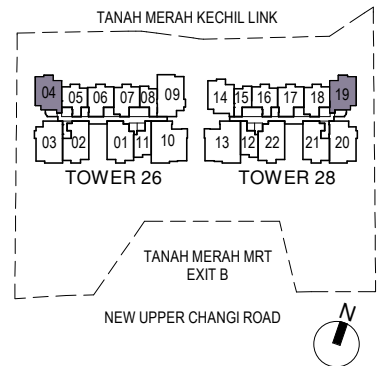 TANAH MERAH KECHIL LINK
04 05 06 07 08 09 14 15 16 17 18 19
03 02 01 11 10 13 12 22 21 20
TOWER 26 TOWER 28
TANAH MERAH MRT
EXIT B
NEW UPPER CHANGI ROAD
N